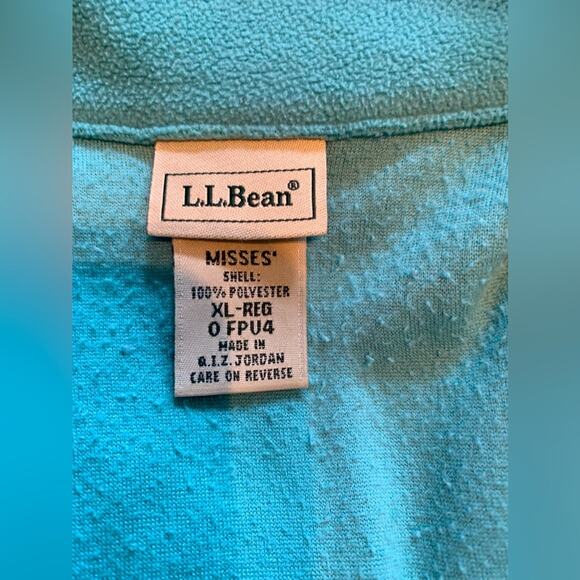 L.L.Bean®
MISSES'
SHELL:
100% POLYESTER
XL-REG
0 FPU4
MADE IN
Q.I.Z. JORDAN
CARE ON REVERSE